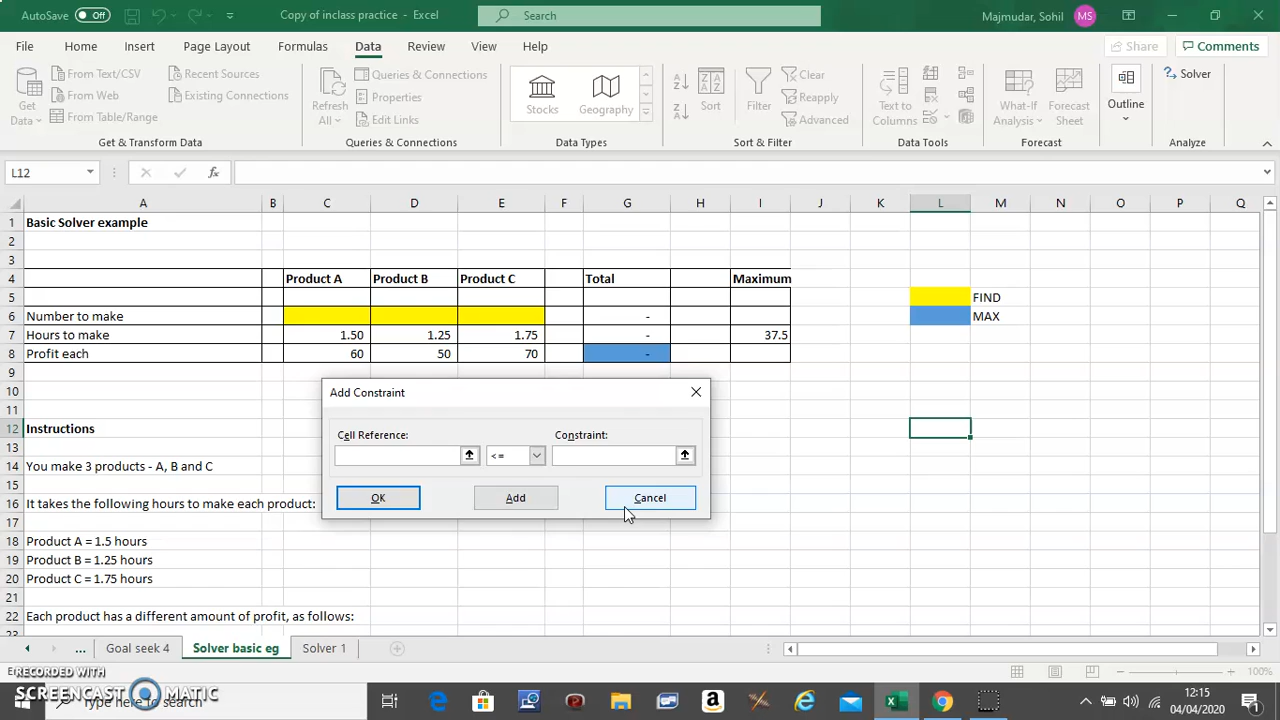 AutoSave Off Copy of inclass practice - Excel Search Majmudar, Sohil MS
File Home Insert Page Layout Formulas Data Review View Help Share Comments
Get Data
From Text/CSV
From Web
From Table/Range
Recent Sources
Existing Connections
Get & Transform Data
Refresh All
Queries & Connections
Properties
Edit Links
Queries & Connections
Stocks Geography
Data Types
Sort
Filter
Clear
Reapply
Advanced
Sort & Filter
Text to Columns
Data Tools
What-If Analysis
Forecast Sheet
Forecast
Outline
Solver
Analyze
L12 fx
A B C D E F G H I J K L M N O P Q
1 Basic Solver example
2
3
4 Product A Product B Product C Total Maximum
5 FIND
6 Number to make - MAX
7 Hours to make 1.50 1.25 1.75 - 37.5
8 Profit each 60 50 70 -
9
10
11
12 Instructions
13
14 You make 3 products - A, B and C
15
16 It takes the following hours to make each product:
17
18 Product A = 1.5 hours
19 Product B = 1.25 hours
20 Product C = 1.75 hours
21
22 Each product has a different amount of profit, as follows:
Add Constraint
Cell Reference: Constraint:
<=
OK Add Cancel
... Goal seek 4 Solver basic eg Solver 1
100%
RECORDED WITH
SCREENCAST MATIC
Type here to search
12:15
04/04/2020
1